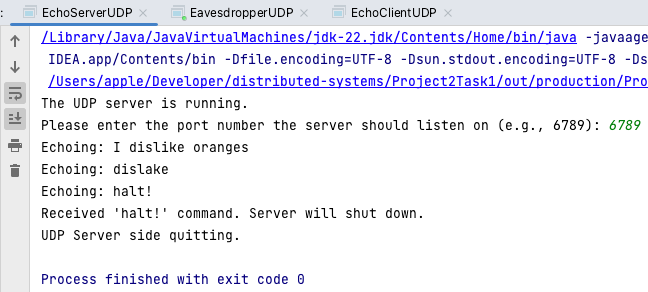 : EchoServerUDP × EavesdropperUDP × EchoClientUDP ×
/Library/Java/JavaVirtualMachines/jdk-22.jdk/Contents/Home/bin/java -javaage
IDEA.app/Contents/bin -Dfile.encoding=UTF-8 -Dsun.stdout.encoding=UTF-8 -Ds
/Users/apple/Developer/distributed-systems/Project2Task1/out/production/Pro
The UDP server is running.
Please enter the port number the server should listen on (e.g., 6789): 6789
Echoing: I dislike oranges
Echoing: dislake
Echoing: halt!
Received 'halt!' command. Server will shut down.
UDP Server side quitting.
Process finished with exit code 0